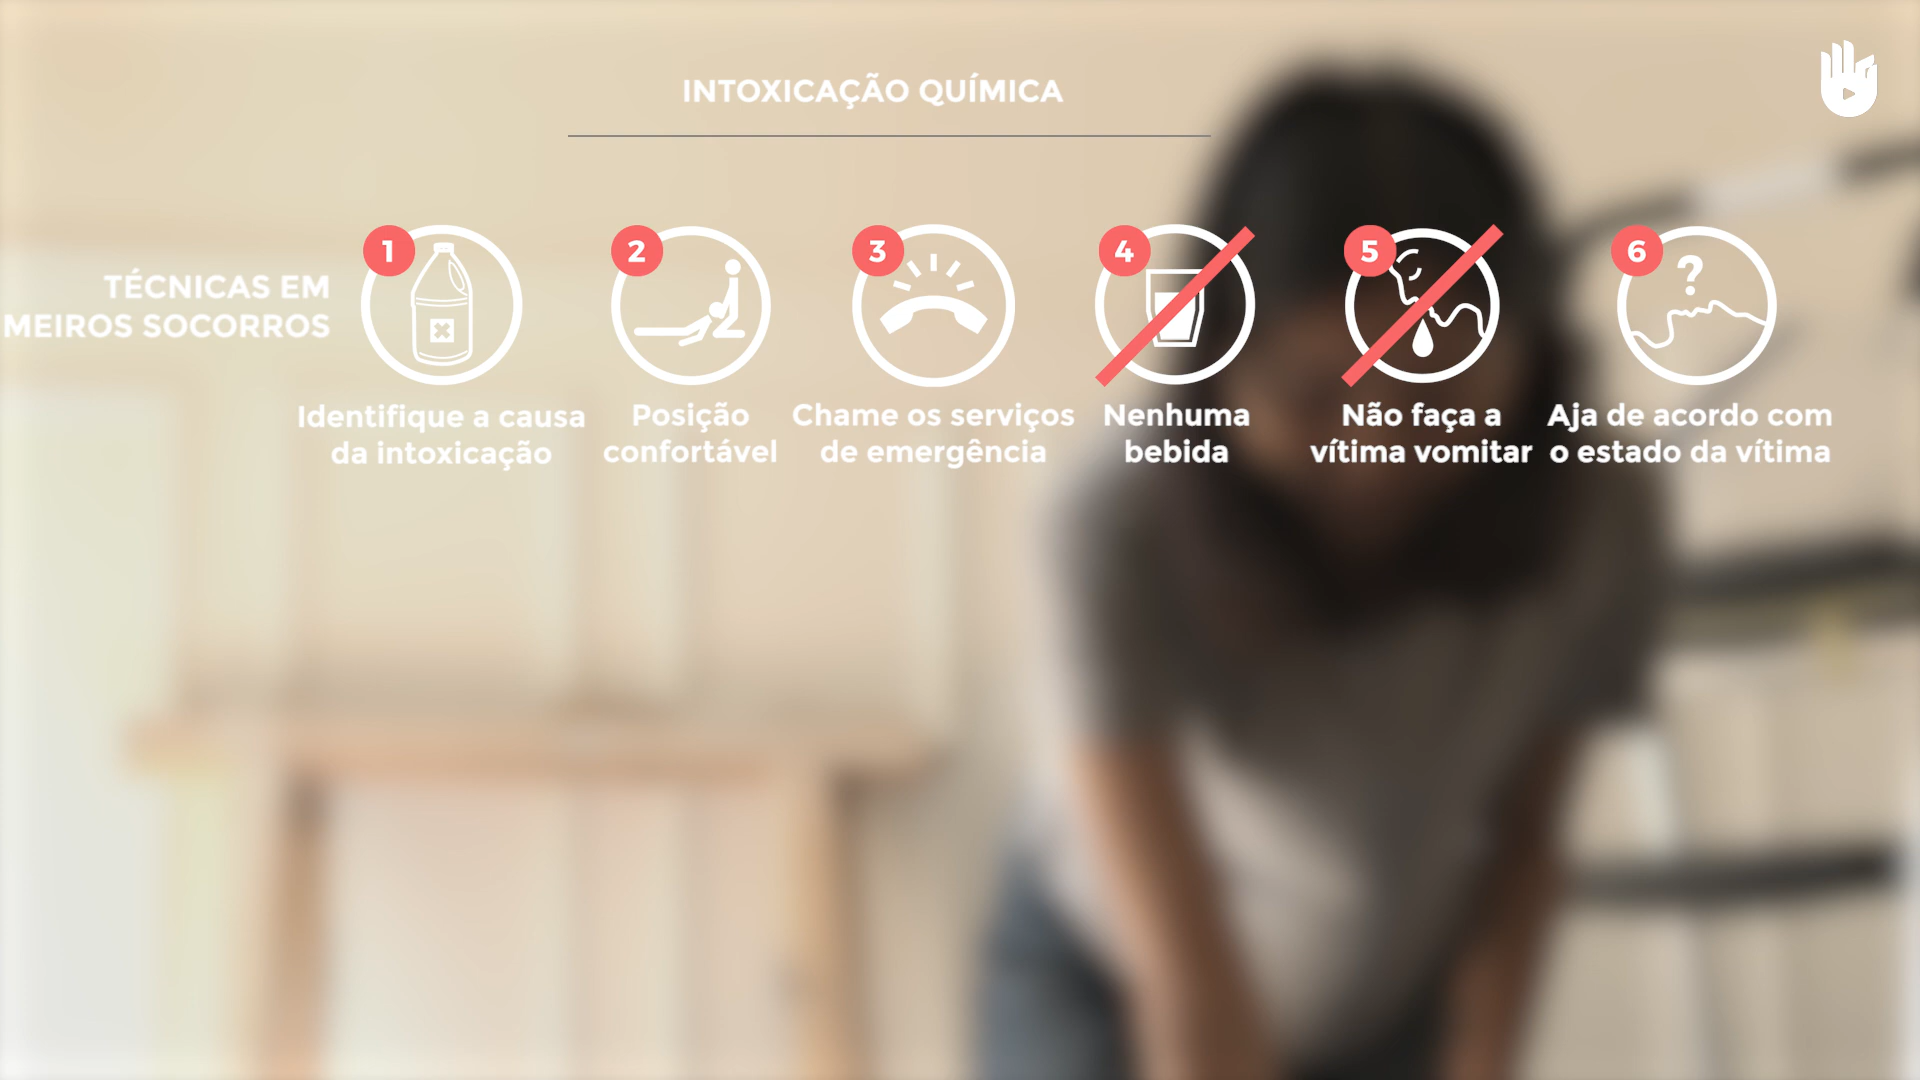 INTOXICAÇÃO QUÍMICA
TÉCNICAS EM
MEIROS SOCORROS
1
Identifique a causa
da intoxicação
2
Posição
confortável
3
Chame os serviços
de emergência
4
Nenhuma
bebida
5
Não faça a
vítima vomitar
6
?
Aja de acordo com
o estado da vítima